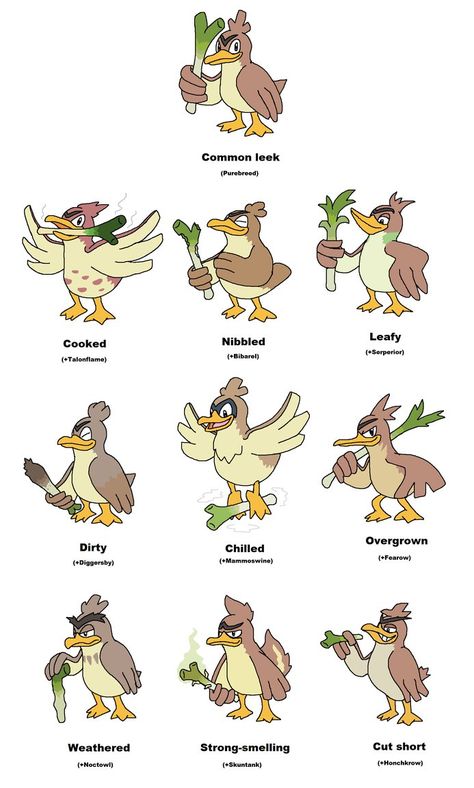 Common leek
(Purebreed)
Cooked
(+Talonflame)
Nibbled
(+Bibarel)
Leafy
(+Serperior)
Dirty
(+Diggersby)
Chilled
(+Mammoswine)
Overgrown
(+Fearow)
Weathered
(+Noctowl)
Strong-smelling
(+Skuntank)
Cut short
(+Honchkrow)